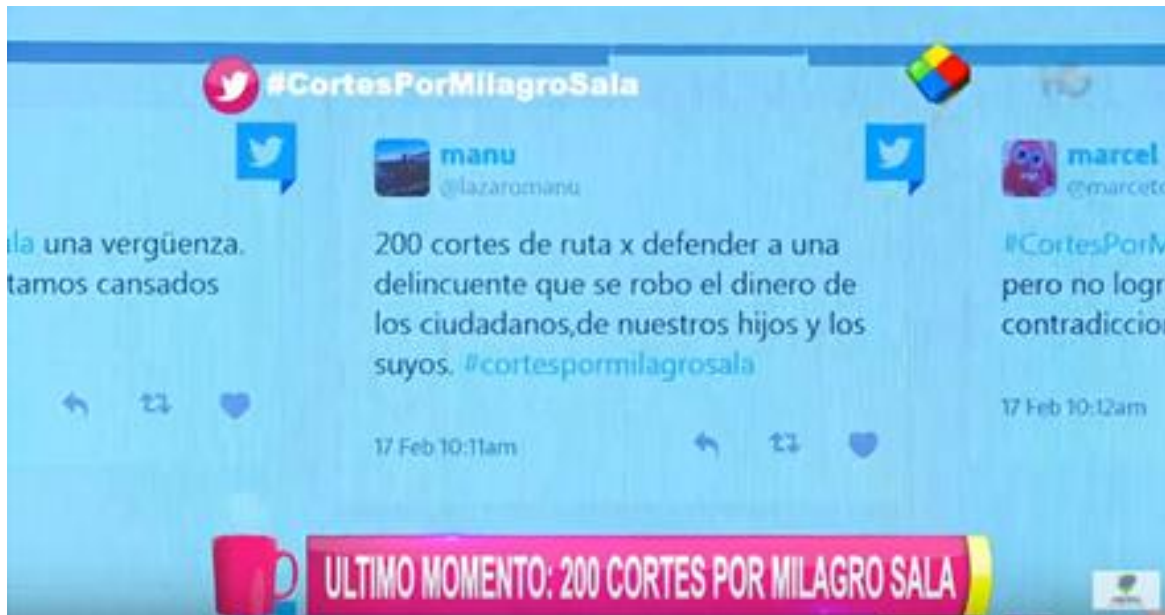 #CortesPorMilagroSala
la una vergüenza.
tamos cansados
manu
@lazaromanu
200 cortes de ruta x defender a una
delincuente que se robo el dinero de
los ciudadanos,de nuestros hijos y los
suyos. #cortespormilagrosala
17 Feb 10:11am
marcel
@marceto
#CortesPorM
pero no logr
contradiccio
17 Feb 10:12am
ULTIMO MOMENTO: 200 CORTES POR MILAGRO SALA